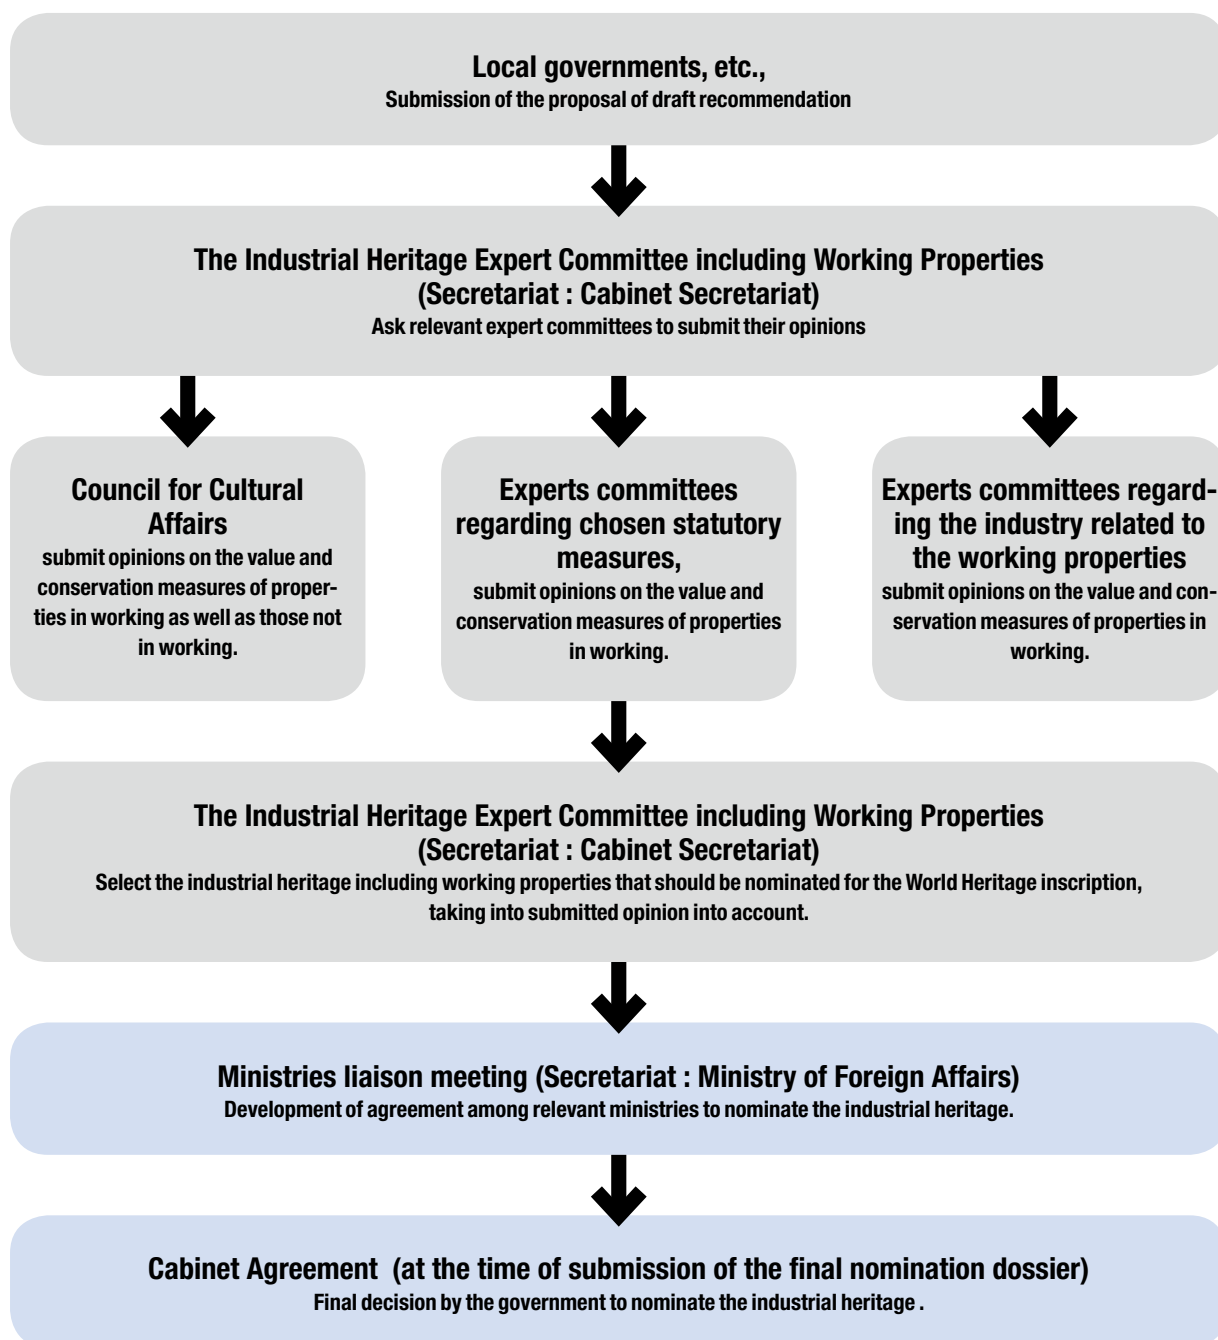 Local governments, etc.,
Submission of the proposal of draft recommendation
The Industrial Heritage Expert Committee including Working Properties
(Secretariat : Cabinet Secretariat)
Ask relevant expert committees to submit their opinions
Council for Cultural
Affairs
submit opinions on the value and
conservation measures of proper-
ties in working as well as those not
in working.
Experts committees
regarding chosen statutory
measures,
submit opinions on the value and
conservation measures of properties
in working.
Experts committees regard-
ing the industry related to
the working properties
submit opinions on the value and con-
servation measures of properties in
working.
The Industrial Heritage Expert Committee including Working Properties
(Secretariat : Cabinet Secretariat)
Select the industrial heritage including working properties that should be nominated for the World Heritage inscription,
taking into submitted opinion into account.
Ministries liaison meeting (Secretariat : Ministry of Foreign Affairs)
Development of agreement among relevant ministries to nominate the industrial heritage.
Cabinet Agreement  (at the time of submission of the final nomination dossier)
Final decision by the government to nominate the industrial heritage .